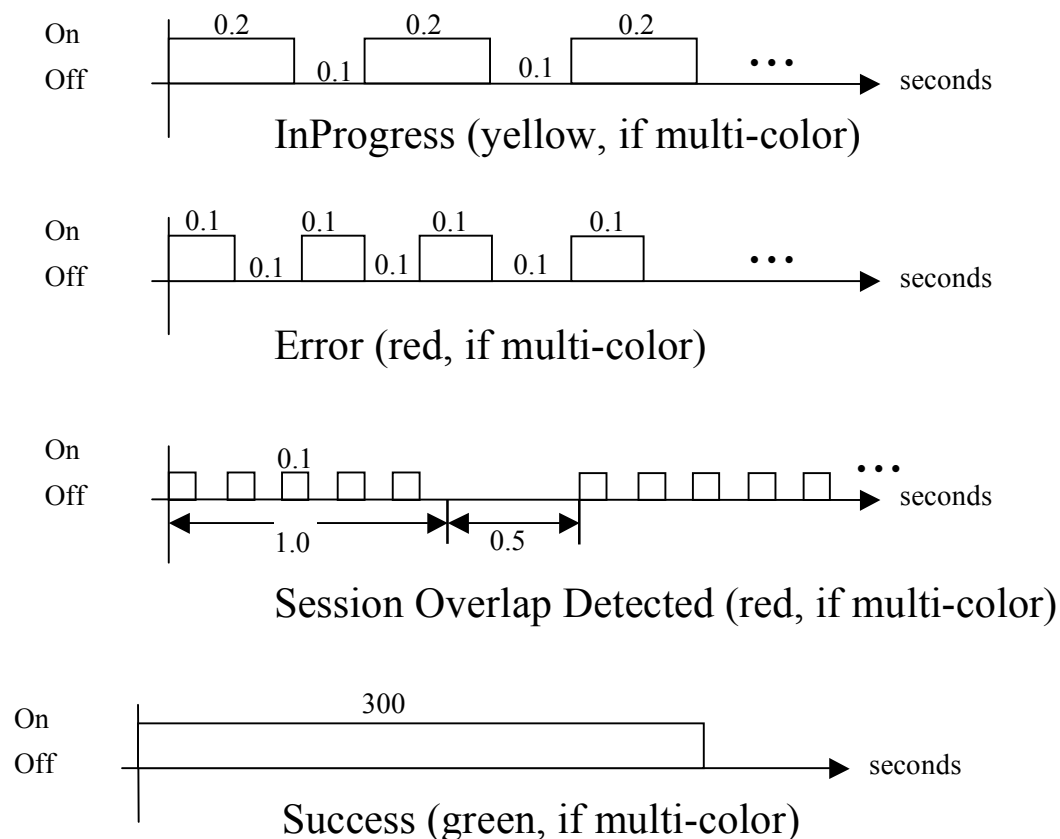 On 0.2 0.2 0.2
Off 0.1 0.1 ••• seconds
InProgress (yellow, if multi-color)
On 0.1 0.1 0.1 0.1
Off 0.1 0.1 0.1 ••• seconds
Error (red, if multi-color)
On 0.1
Off ••• seconds
1.0 0.5
Session Overlap Detected (red, if multi-color)
On 300
Off seconds
Success (green, if multi-color)